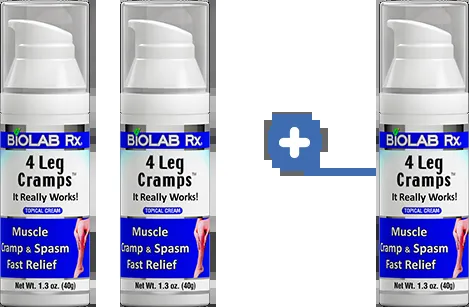 BiOLAB Rx.
4 Leg
Cramps™
It Really Works!
TOPICAL CREAM
Muscle
Cramp & Spasm
Fast Relief
Net Wt. 1.3 oz. (40g)
BiOLAB Rx.
4 Leg
Cramps™
It Really Works!
TOPICAL CREAM
Muscle
Cramp & Spasm
Fast Relief
Net Wt. 1.3 oz. (40g)
+
BiOLAB Rx.
4 Leg
Cramps™
It Really Works!
TOPICAL CREAM
Muscle
Cramp & Spasm
Fast Relief
Net Wt. 1.3 oz. (40g)